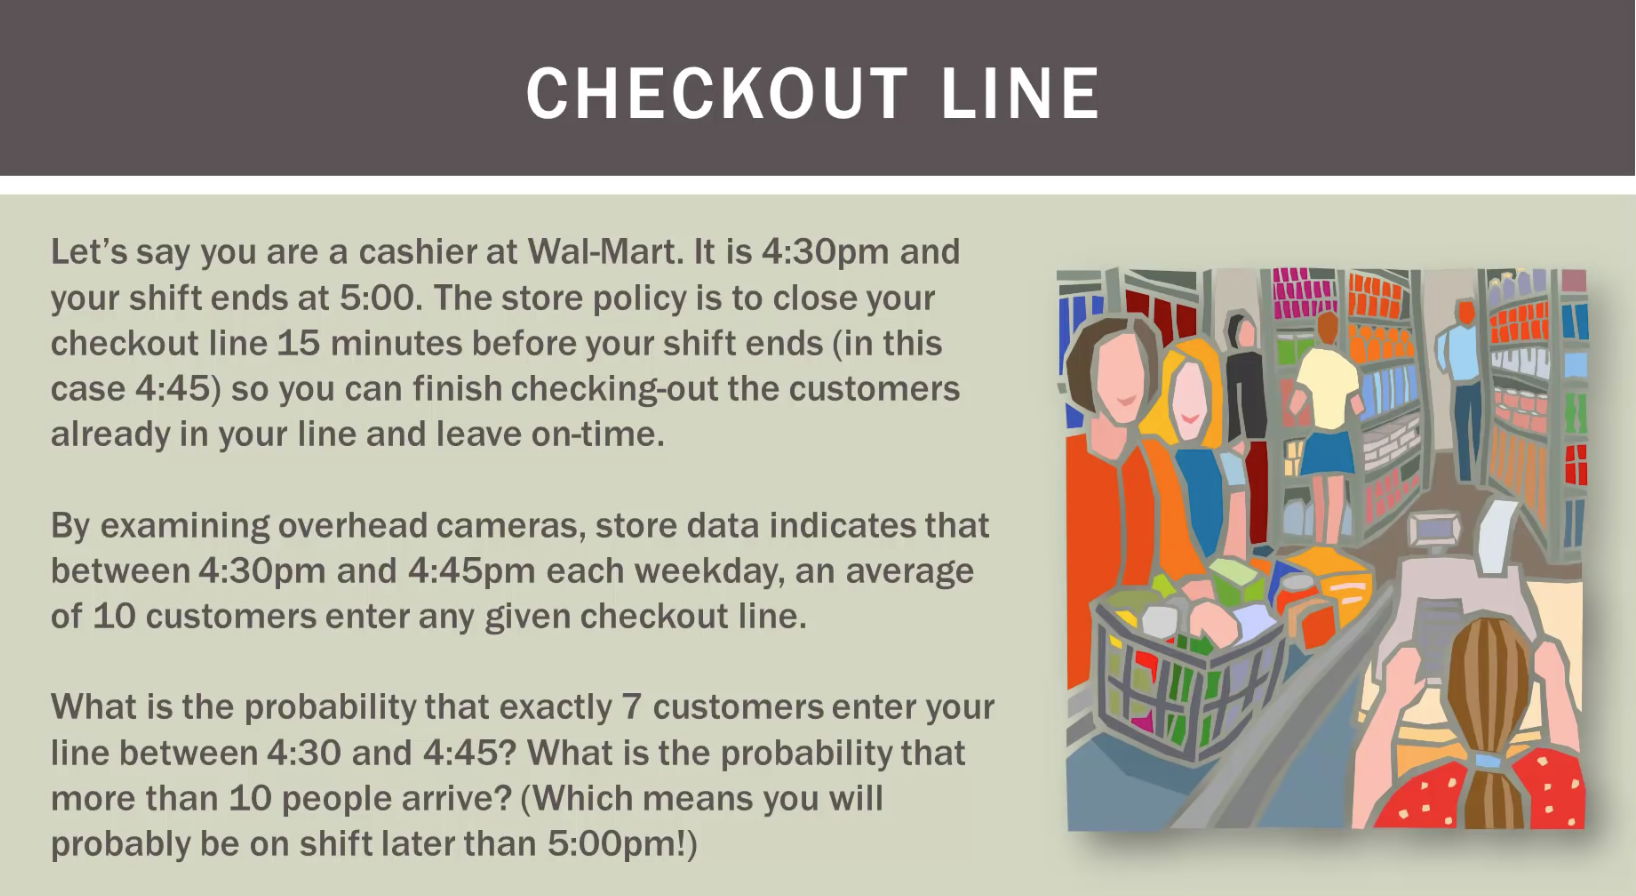 CHECKOUT LINE
Let’s say you are a cashier at Wal-Mart. It is 4:30pm and
your shift ends at 5:00. The store policy is to close your
checkout line 15 minutes before your shift ends (in this
case 4:45) so you can finish checking-out the customers
already in your line and leave on-time.
By examining overhead cameras, store data indicates that
between 4:30pm and 4:45pm each weekday, an average
of 10 customers enter any given checkout line.
What is the probability that exactly 7 customers enter your
line between 4:30 and 4:45? What is the probability that
more than 10 people arrive? (Which means you will
probably be on shift later than 5:00pm!)